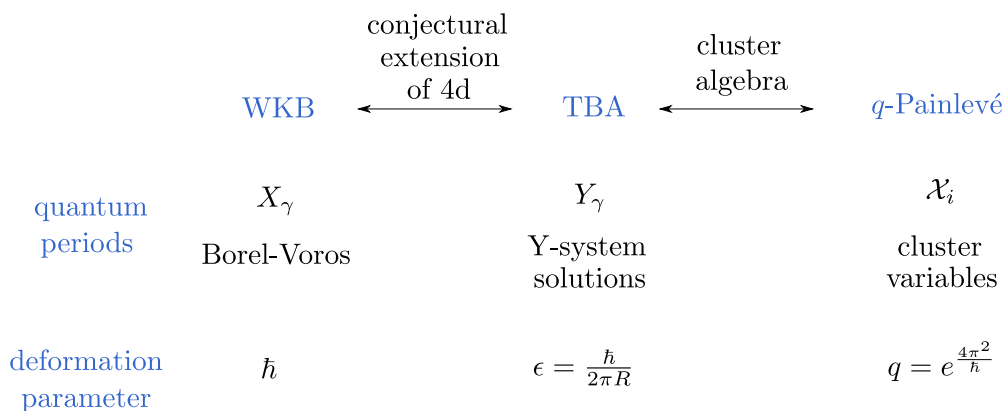 conjectural
extension
of 4d
cluster
algebra
WKB
TBA
q-Painlevé
quantum
periods
X_γ
Y_γ
𝒳_i
Borel-Voros
Y-system
solutions
cluster
variables
deformation
parameter
ħ
ϵ = ħ/2πR
q = e^{4π²/ħ}